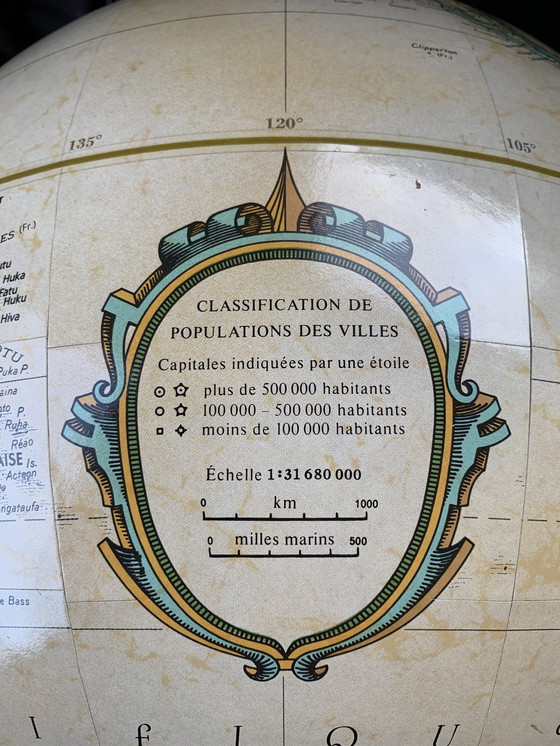 Clipperton
(Fr.)
135°
120°
105°
ES (Fr.)
Huka
Fatu
Huku
Hiva
CLASSIFICATION DE
POPULATIONS DES VILLES
Capitales indiquées par une étoile
plus de 500 000 habitants
100 000 – 500 000 habitants
moins de 100 000 habitants
Échelle 1:31 680 000
0 km 1000
0 milles marins 500
Puka P.
P.
Réao
AISE Is.
Acteon
ngataufa
e Bass
I f I Q U